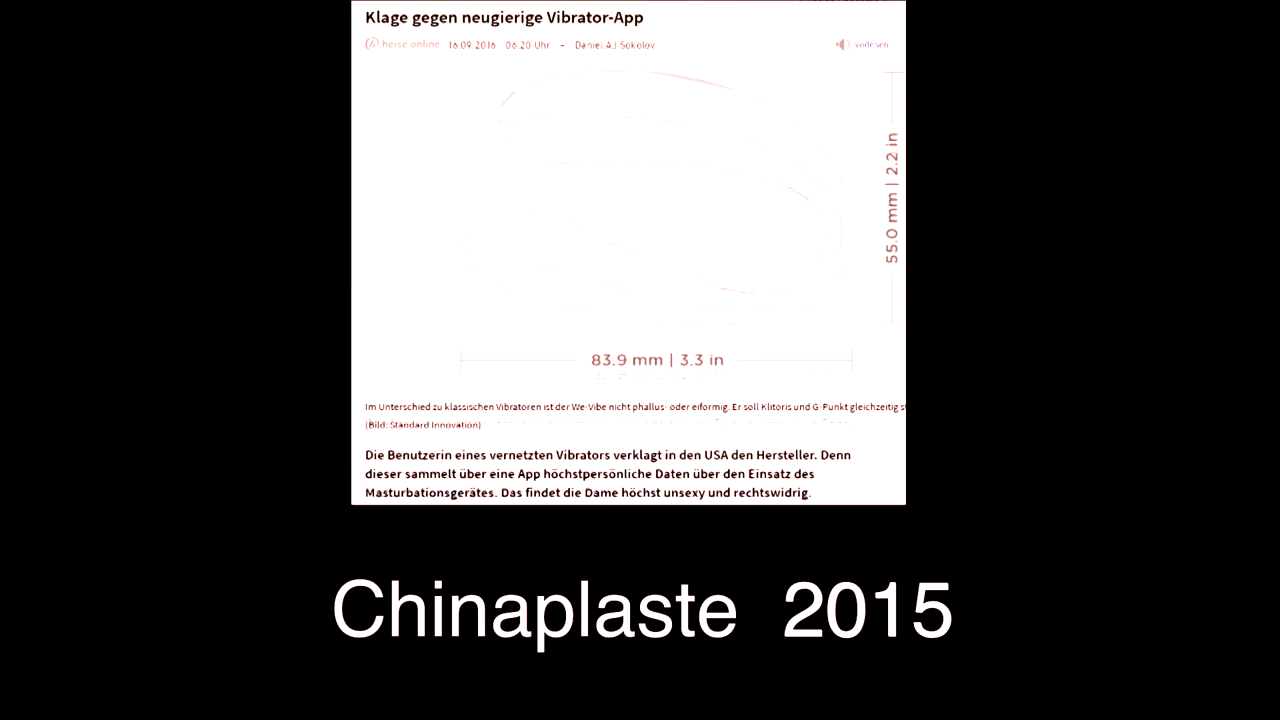 Klage gegen neugierige Vibrator-App
heise online 16.09.2016 06:20 Uhr – Daniel AJ Sokolov
vorlesen
55.0 mm | 2.2 in
83.9 mm | 3.3 in
Im Unterschied zu klassischen Vibratoren ist der We-Vibe nicht phallus- oder eiförmig. Er soll Klitoris und G-Punkt gleichzeitig st
(Bild: Standard Innovation)
Die Benutzerin eines vernetzten Vibrators verklagt in den USA den Hersteller. Denn
dieser sammelt über eine App höchstpersönliche Daten über den Einsatz des
Masturbationsgerätes. Das findet die Dame höchst unsexy und rechtswidrig.
Chinaplaste 2015